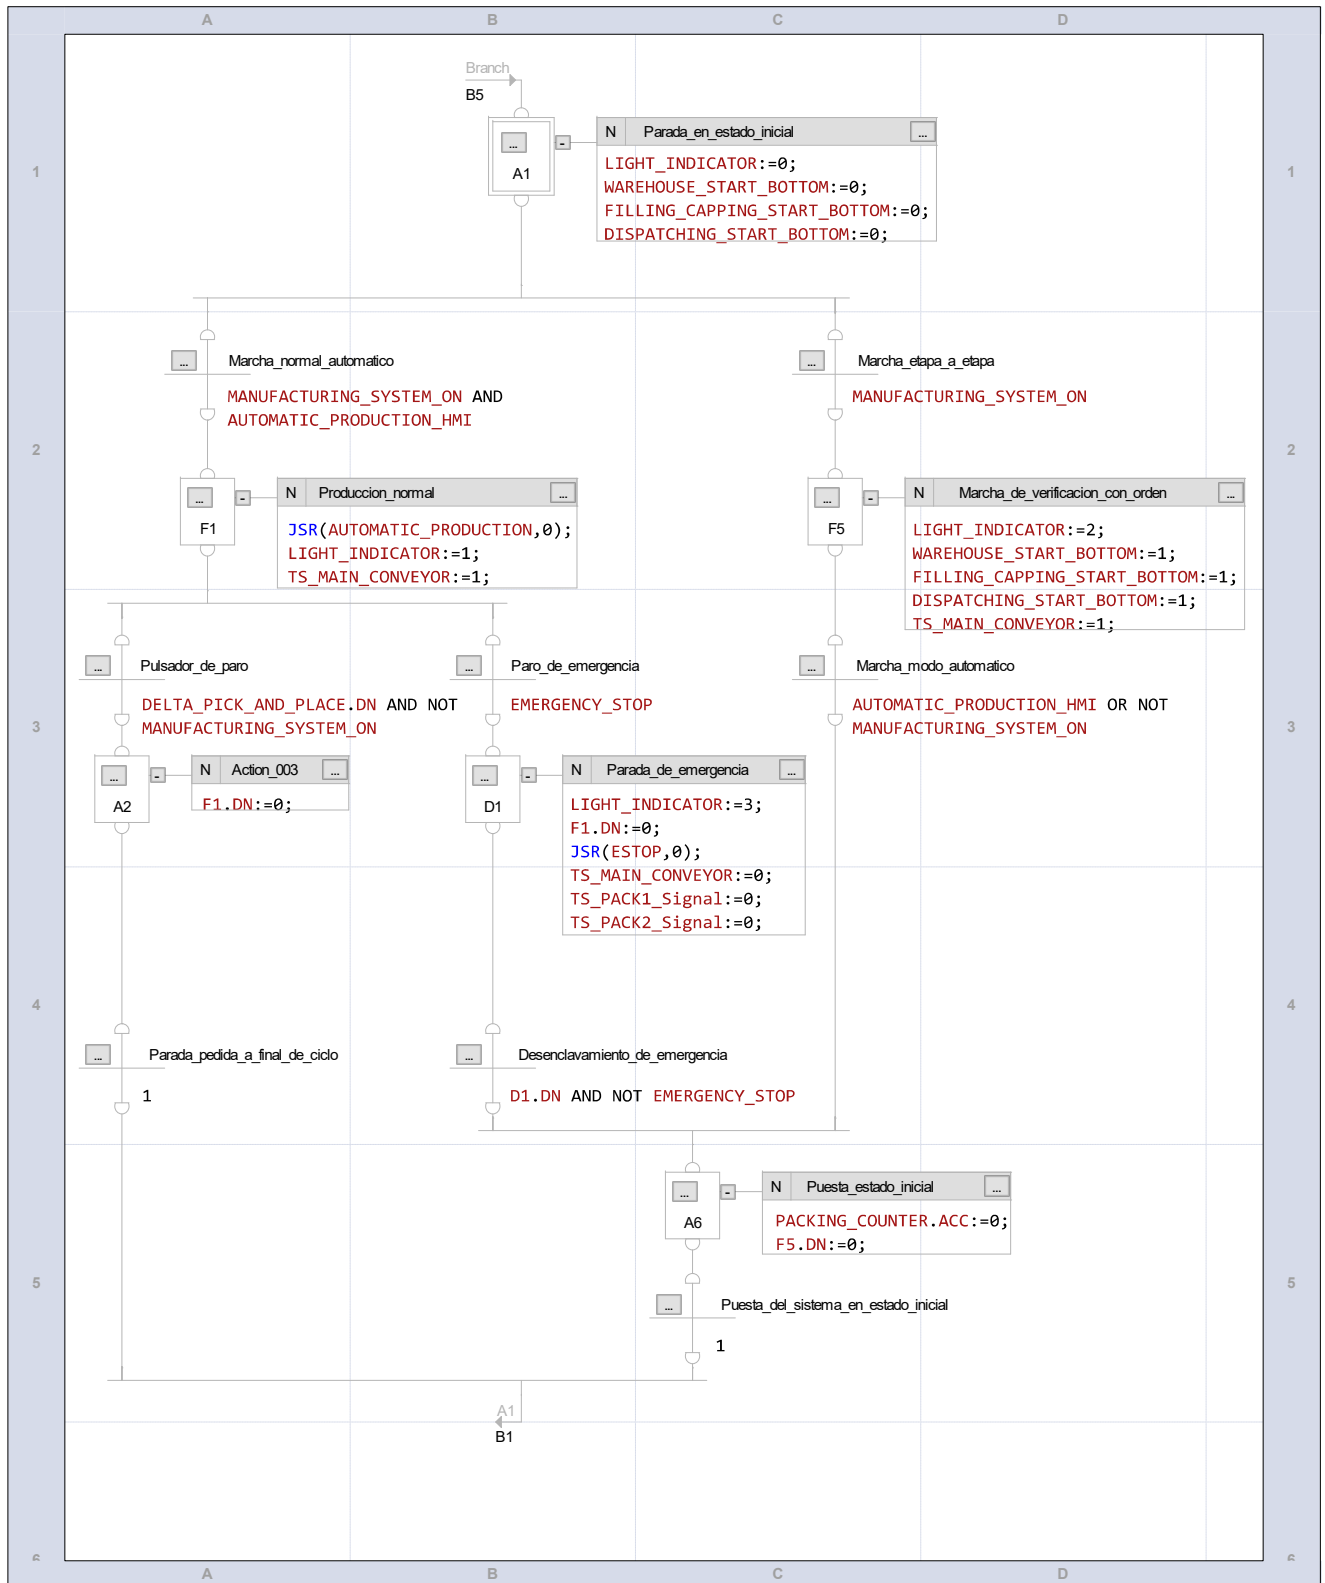 A B C D
Branch
B5
N Parada_en_estado_inicial ...
...
A1
LIGHT_INDICATOR:=0;
WAREHOUSE_START_BOTTOM:=0;
FILLING_CAPPING_START_BOTTOM:=0;
DISPATCHING_START_BOTTOM:=0;
1 1
... Marcha_normal_automatico
MANUFACTURING_SYSTEM_ON AND
AUTOMATIC_PRODUCTION_HMI
... Marcha_etapa_a_etapa
MANUFACTURING_SYSTEM_ON
2 2
...
F1
N Produccion_normal ...
JSR(AUTOMATIC_PRODUCTION,0);
LIGHT_INDICATOR:=1;
TS_MAIN_CONVEYOR:=1;
...
F5
N Marcha_de_verificacion_con_orden ...
LIGHT_INDICATOR:=2;
WAREHOUSE_START_BOTTOM:=1;
FILLING_CAPPING_START_BOTTOM:=1;
DISPATCHING_START_BOTTOM:=1;
TS_MAIN_CONVEYOR:=1;
... Pulsador_de_paro
DELTA_PICK_AND_PLACE.DN AND NOT
MANUFACTURING_SYSTEM_ON
... Paro_de_emergencia
EMERGENCY_STOP
... Marcha_modo_automatico
AUTOMATIC_PRODUCTION_HMI OR NOT
MANUFACTURING_SYSTEM_ON
3 3
...
A2
N Action_003 ...
F1.DN:=0;
...
D1
N Parada_de_emergencia ...
LIGHT_INDICATOR:=3;
F1.DN:=0;
JSR(ESTOP,0);
TS_MAIN_CONVEYOR:=0;
TS_PACK1_Signal:=0;
TS_PACK2_Signal:=0;
4 4
... Parada_pedida_a_final_de_ciclo
1
... Desenclavamiento_de_emergencia
D1.DN AND NOT EMERGENCY_STOP
...
A6
N Puesta_estado_inicial ...
PACKING_COUNTER.ACC:=0;
F5.DN:=0;
5 5
... Puesta_del_sistema_en_estado_inicial
1
A1
B1
6 6
A B C D